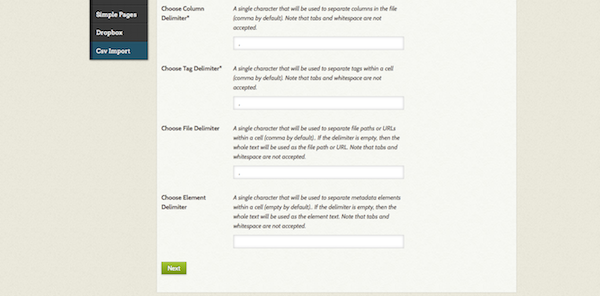 Simple Pages
Dropbox
Csv Import
Choose Column
Delimiter*
A single character that will be used to separate columns in the file
(comma by default). Note that tabs and whitespace are not
accepted.
,
Choose Tag Delimiter*
A single character that will be used to separate tags within a cell
(comma by default). Note that tabs and whitespace are not
accepted.
,
Choose File Delimiter
A single character that will be used to separate file paths or URLs
within a cell (comma by default).. If the delimiter is empty, then the
whole text will be used as the file path or URL. Note that tabs and
whitespace are not accepted.
,
Choose Element
Delimiter
A single character that will be used to separate metadata elements
within a cell (empty by default).. If the delimiter is empty, then the
whole text will be used as the element text. Note that tabs and
whitespace are not accepted.
Next